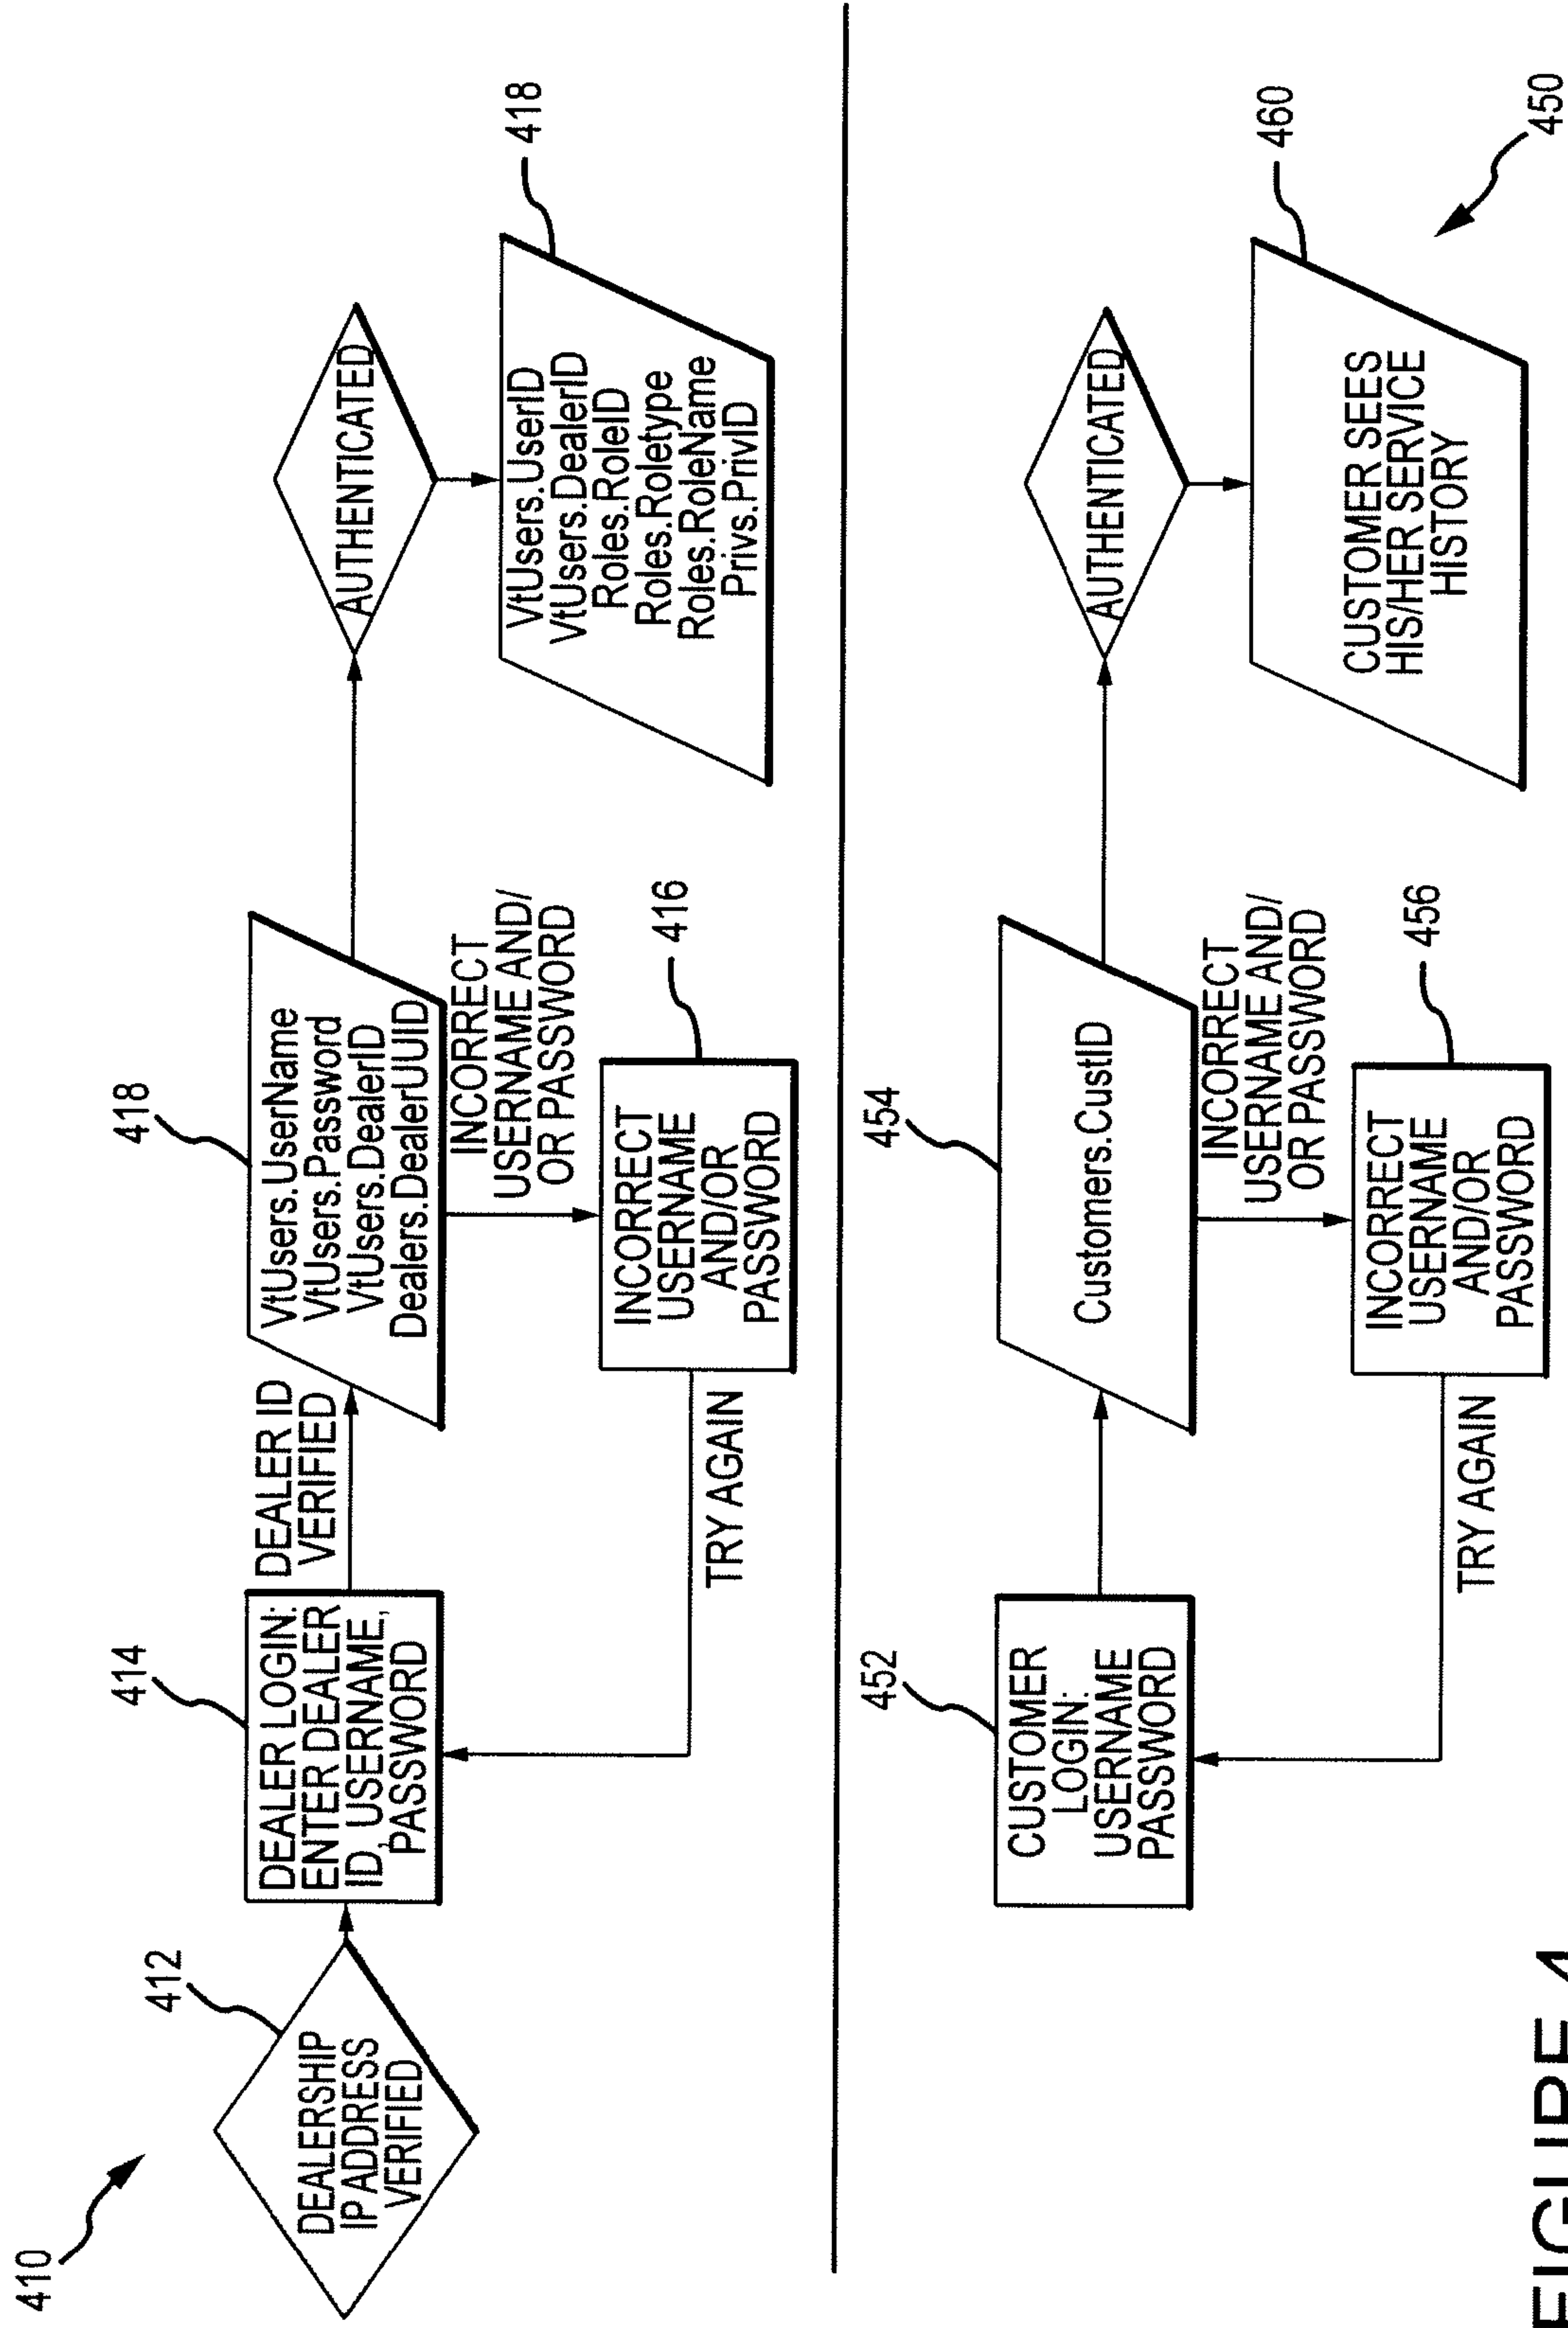 410
412
DEALERSHIP
IP ADDRESS
VERIFIED
414
DEALER LOGIN:
ENTER DEALER
ID, USERNAME,
PASSWORD
DEALER ID
VERIFIED
418
VtUsers.UserName
VtUsers.Password
VtUsers.DealerID
Dealers.DealerUUID
INCORRECT
USERNAME AND/
OR PASSWORD
416
INCORRECT
USERNAME
AND/OR
PASSWORD
TRY AGAIN
AUTHENTICATED
418
VtUsers.UserID
VtUsers.DealerID
Roles.RoleID
Roles.Roletype
Roles.RoleName
Privs.PrivID
452
CUSTOMER
LOGIN:
USERNAME
PASSWORD
454
Customers.CustID
INCORRECT
USERNAME AND/
OR PASSWORD
456
INCORRECT
USERNAME
AND/OR
PASSWORD
TRY AGAIN
AUTHENTICATED
460
CUSTOMER SEES
HIS/HER SERVICE
HISTORY
450
FIGURE 4